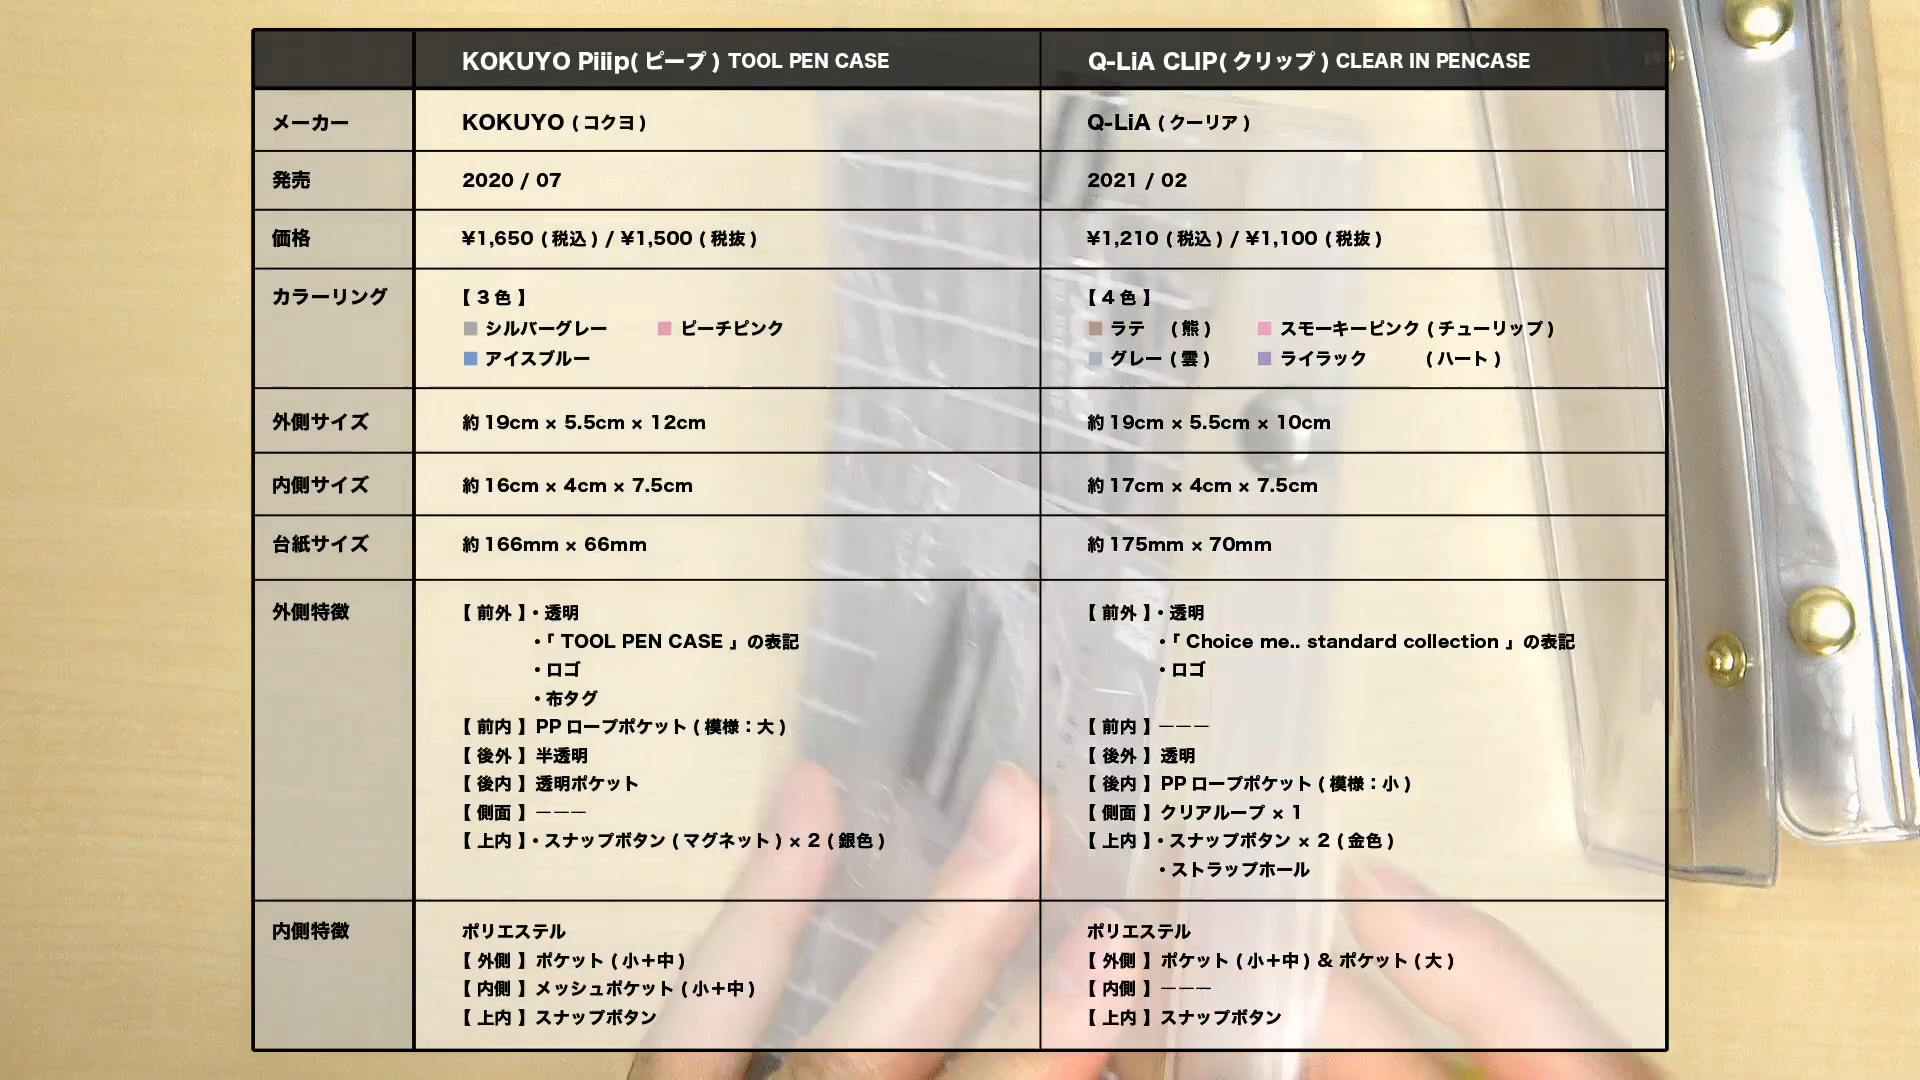 KOKUYO Piiip( ピープ ) TOOL PEN CASE
Q-LiA CLIP( クリップ ) CLEAR IN PENCASE
メーカー
KOKUYO ( コクヨ )
Q-LiA ( クーリア )
発売
2020 / 07
2021 / 02
価格
¥1,650 ( 税込 ) / ¥1,500 ( 税抜 )
¥1,210 ( 税込 ) / ¥1,100 ( 税抜 )
カラーリング
【 3 色 】
シルバーグレー ピーチピンク
アイスブルー
【 4 色 】
ラテ ( 熊 ) スモーキーピンク ( チューリップ )
グレー ( 雲 ) ライラック ( ハート )
外側サイズ
約 19cm × 5.5cm × 12cm
約 19cm × 5.5cm × 10cm
内側サイズ
約 16cm × 4cm × 7.5cm
約 17cm × 4cm × 7.5cm
台紙サイズ
約 166mm × 66mm
約 175mm × 70mm
外側特徴
【 前外 】・透明
・「 TOOL PEN CASE 」の表記
・ロゴ
・布タグ
【 前内 】PP ロープポケット ( 模様：大 )
【 後外 】半透明
【 後内 】透明ポケット
【 側面 】———
【 上内 】・スナップボタン ( マグネット ) × 2 ( 銀色 )
【 前外 】・透明
・「 Choice me.. standard collection 」の表記
・ロゴ
【 前内 】———
【 後外 】透明
【 後内 】PP ロープポケット ( 模様：小 )
【 側面 】クリアループ × 1
【 上内 】・スナップボタン × 2 ( 金色 )
・ストラップホール
内側特徴
ポリエステル
【 外側 】ポケット ( 小＋中 )
【 内側 】メッシュポケット ( 小＋中 )
【 上内 】スナップボタン
ポリエステル
【 外側 】ポケット ( 小＋中 ) & ポケット ( 大 )
【 内側 】———
【 上内 】スナップボタン